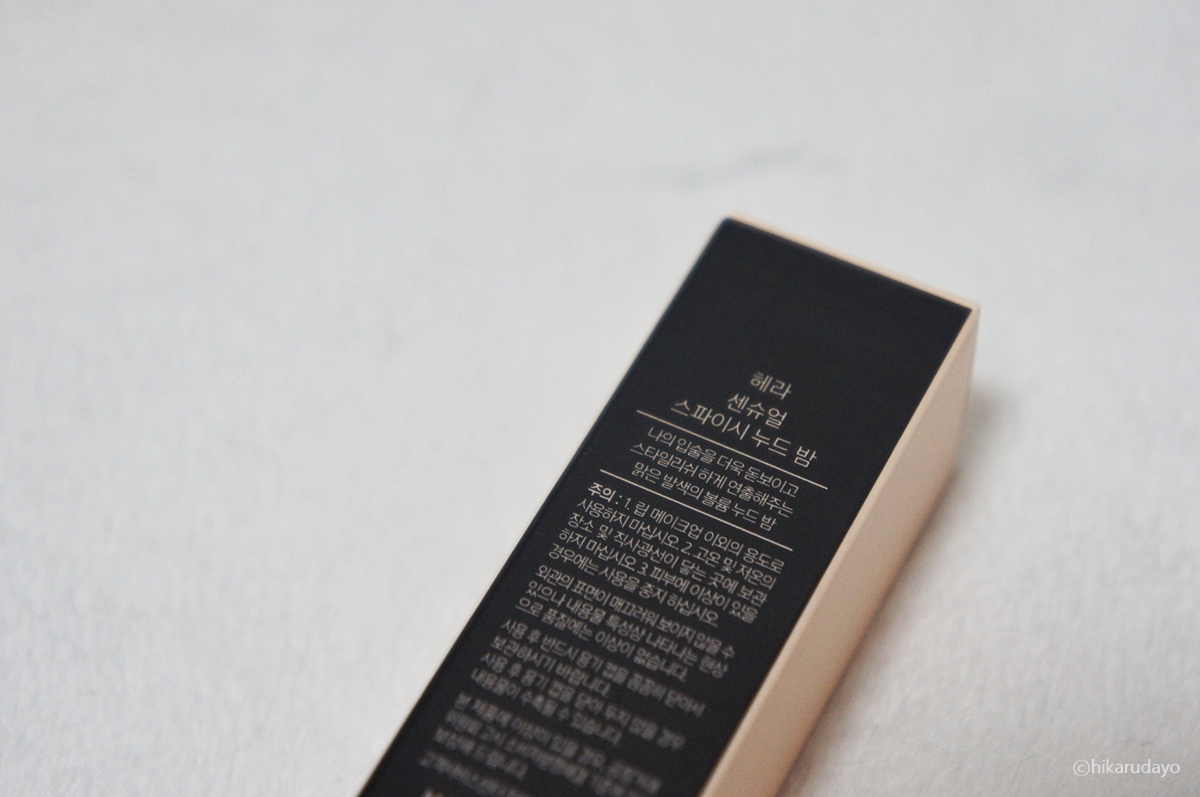 헤라
센슈얼
스파이시 누드 밤
나의 입술을 더욱 돋보이고
스타일리쉬 하게 연출해주는
맑은 발색의 볼륨 누드 밤
주의 : 1. 립 메이크업 이외의 용도로
사용하지 마십시오. 2. 고온 및 저온의
장소 및 직사광선이 닿는 곳에 보관
하지 마십시오. 3. 피부에 이상이 있을
경우에는 사용을 중지 하십시오.
외관의 표면이 매끄러워 보이지 않을 수
있으나 내용물 특성상 나타나는 현상
으로 품질에는 이상이 없습니다.
사용 후 반드시 용기 캡을 꼼꼼히 닫아서
보관하시기 바랍니다.
사용 후 용기 캡을 닫아 두지 않을 경우
내용물이 수축될 수 있습니다.
본 제품에 이상이 있을 경우,
©hikarudayo